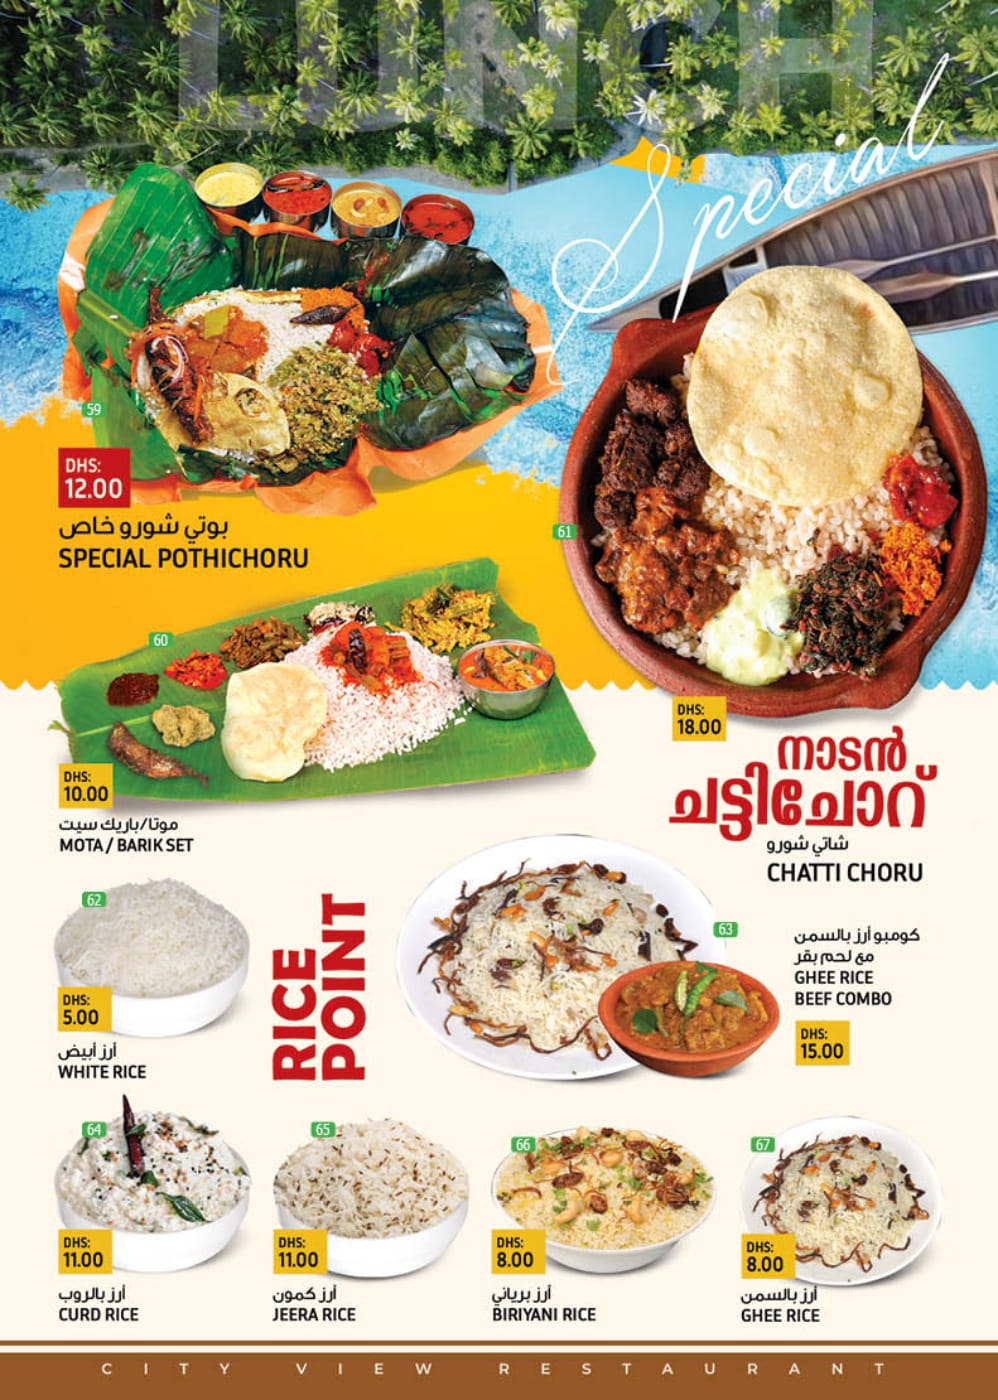 LUNCH
Special
59
DHS:
12.00
بوتي شورو خاص
SPECIAL POTHICHORU
61
60
DHS:
18.00
നാടൻ
ചട്ടിചോറ്
شاتي شورو
CHATTI CHORU
DHS:
10.00
موتا/باريك سيت
MOTA / BARIK SET
62
DHS:
5.00
أرز أبيض
WHITE RICE
RICE
POINT
63
كومبو أرز بالسمن
مع لحم بقر
GHEE RICE
BEEF COMBO
DHS:
15.00
64
DHS:
11.00
أرز بالروب
CURD RICE
65
DHS:
11.00
أرز كمون
JEERA RICE
66
DHS:
8.00
أرز برياني
BIRIYANI RICE
67
DHS:
8.00
أرز بالسمن
GHEE RICE
CITY VIEW RESTAURANT